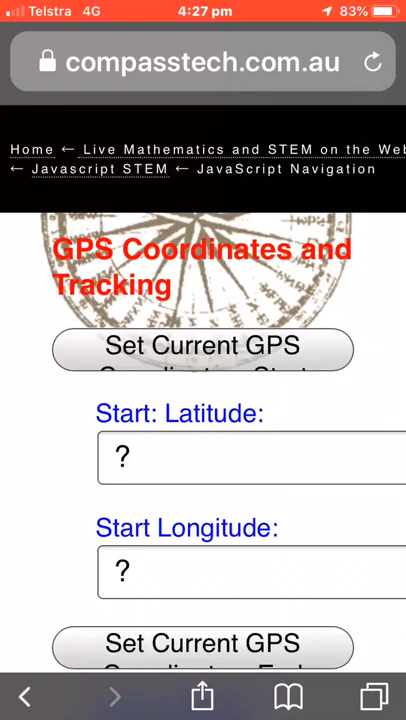 Telstra 4G 4:27 pm 83%
compasstech.com.au
Home ← Live Mathematics and STEM on the Web
← Javascript STEM ← JavaScript Navigation
GPS Coordinates and
Tracking
Set Current GPS
Start: Latitude:
?
Start Longitude:
?
Set Current GPS